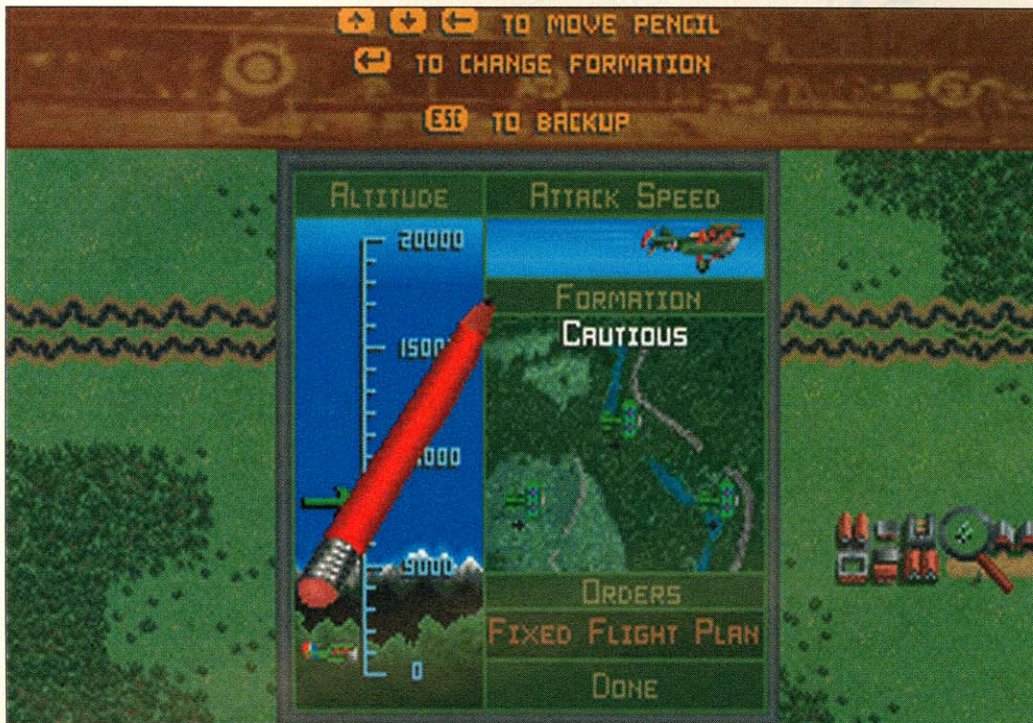 TO MOVE PENCIL
TO CHANGE FORMATION
ESC TO BACKUP
ALTITUDE
20000
5000
0
ATTACK SPEED
FORMATION
CAUTIOUS
ORDERS
FIXED FLIGHT PLAN
DONE